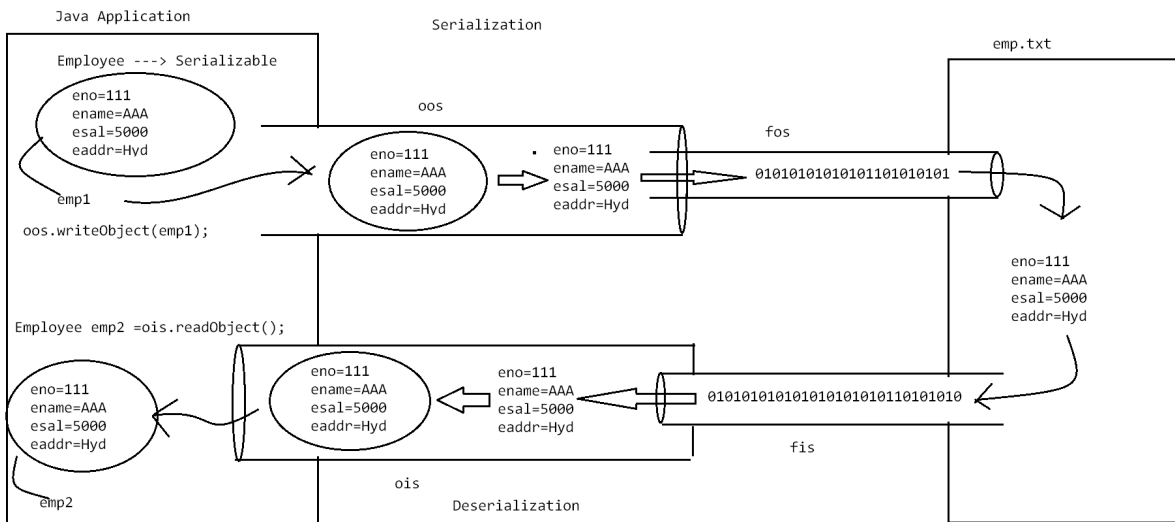 Java Application
Serialization
emp.txt
Employee ---> Serializable
eno=111
ename=AAA
esal=5000
eaddr=Hyd
emp1
oos.writeObject(emp1);
oos
eno=111
ename=AAA
esal=5000
eaddr=Hyd
. eno=111
ename=AAA
esal=5000
eaddr=Hyd
fos
010101010101011010101​01
eno=111
ename=AAA
esal=5000
eaddr=Hyd
Employee emp2 =ois.readObject();
eno=111
ename=AAA
esal=5000
eaddr=Hyd
emp2
eno=111
ename=AAA
esal=5000
eaddr=Hyd
ois
eno=111
ename=AAA
esal=5000
eaddr=Hyd
0101010101010101010101​10101010
fis
Deserialization